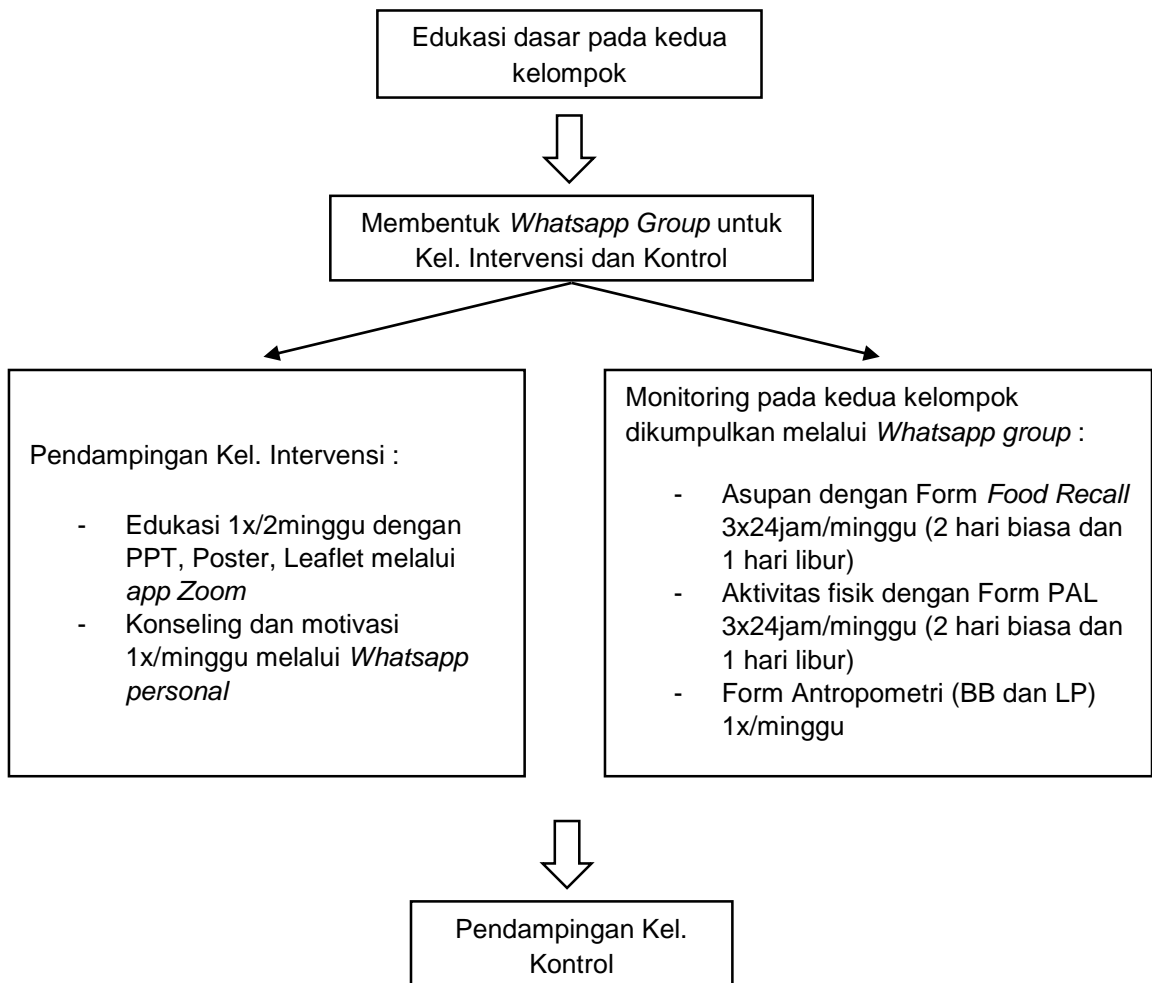 Edukasi dasar pada kedua
kelompok
Membentuk Whatsapp Group untuk
Kel. Intervensi dan Kontrol
Pendampingan Kel. Intervensi :
- Edukasi 1x/2minggu dengan
PPT, Poster, Leaflet melalui
app Zoom
- Konseling dan motivasi
1x/minggu melalui Whatsapp
personal
Monitoring pada kedua kelompok
dikumpulkan melalui Whatsapp group :
- Asupan dengan Form Food Recall
3x24jam/minggu (2 hari biasa dan
1 hari libur)
- Aktivitas fisik dengan Form PAL
3x24jam/minggu (2 hari biasa dan
1 hari libur)
- Form Antropometri (BB dan LP)
1x/minggu
Pendampingan Kel.
Kontrol